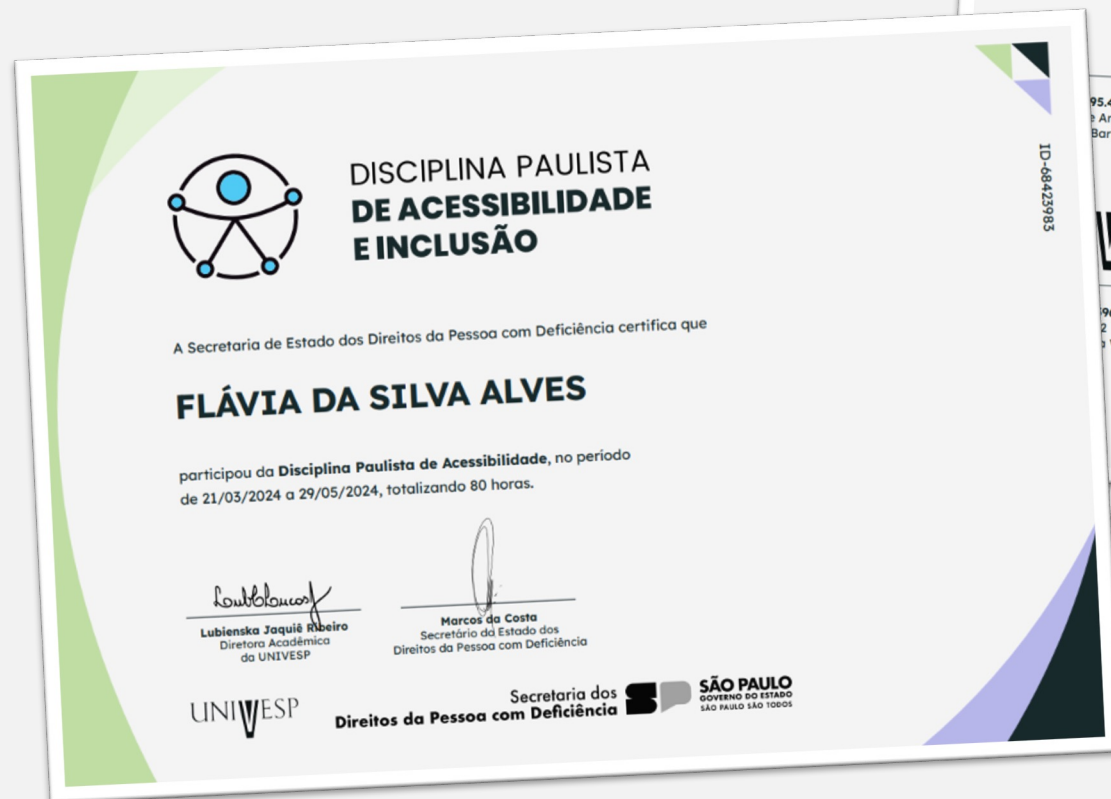 DISCIPLINA PAULISTA
DE ACESSIBILIDADE
E INCLUSÃO
ID-68423983
A Secretaria de Estado dos Direitos da Pessoa com Deficiência certifica que
FLÁVIA DA SILVA ALVES
participou da Disciplina Paulista de Acessibilidade, no período
de 21/03/2024 a 29/05/2024, totalizando 80 horas.
Lubienska Jaquiê Ribeiro
Diretora Acadêmica
da UNIVESP
Marcos da Costa
Secretário da Estado dos
Direitos da Pessoa com Deficiência
UNIVESP
Secretaria dos
Direitos da Pessoa com Deficiência
SÃO PAULO
GOVERNO DO ESTADO
SÃO PAULO SÃO TODOS